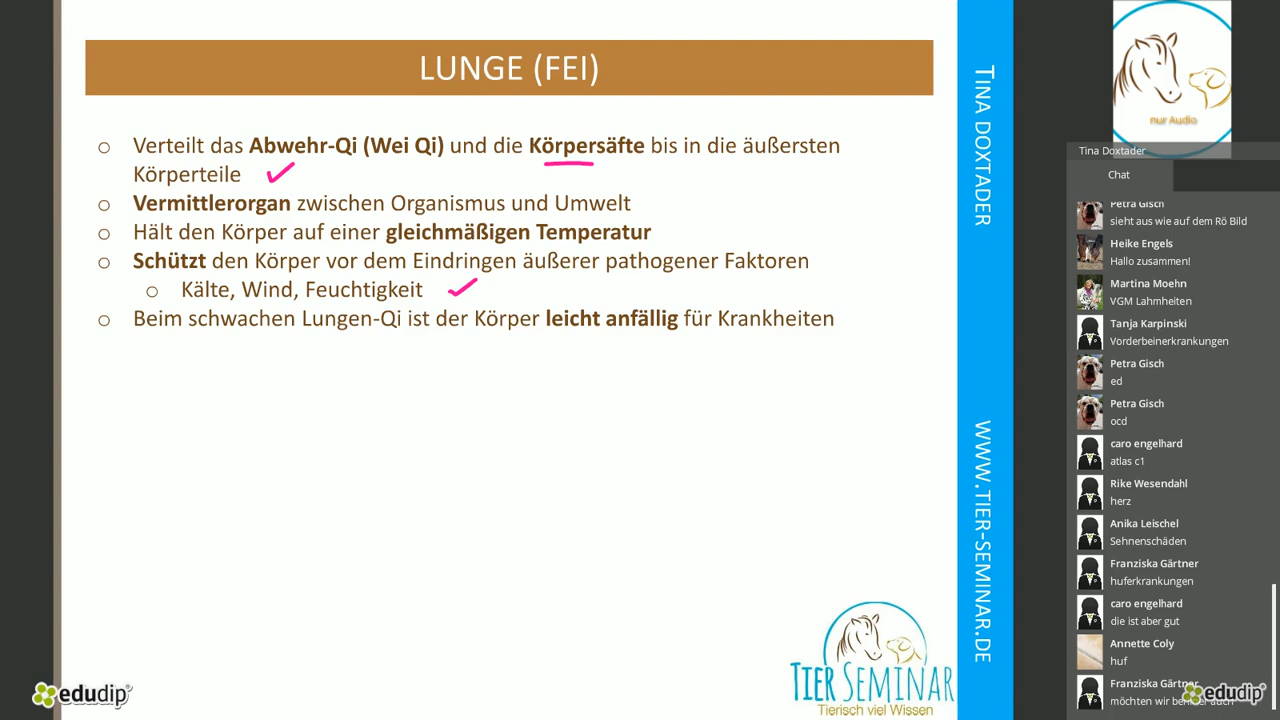 LUNGE (FEI)
o Verteilt das Abwehr-Qi (Wei Qi) und die Körpersäfte bis in die äußersten
Körperteile
o Vermittlerorgan zwischen Organismus und Umwelt
o Hält den Körper auf einer gleichmäßigen Temperatur
o Schützt den Körper vor dem Eindringen äußerer pathogener Faktoren
o Kälte, Wind, Feuchtigkeit
o Beim schwachen Lungen-Qi ist der Körper leicht anfällig für Krankheiten
TIER SEMINAR
Tierisch viel Wissen
edudip
TINA DOXTADER
WWW.TIER-SEMINAR.DE
nur Audio
Tina Doxtader
Chat
Petra Gisch
sieht aus wie auf dem Rö Bild
Heike Engels
Hallo zusammen!
Martina Moehn
VGM Lahmheiten
Tanja Karpinski
Vorderbeinerkrankungen
Petra Gisch
ed
Petra Gisch
ocd
caro engelhard
atlas c1
Rike Wesendahl
herz
Anika Leischel
Sehnenschäden
Franziska Gärtner
huferkrankungen
caro engelhard
die ist aber gut
Annette Coly
huf
Franziska Gärtner
möchten wir auch
edudip